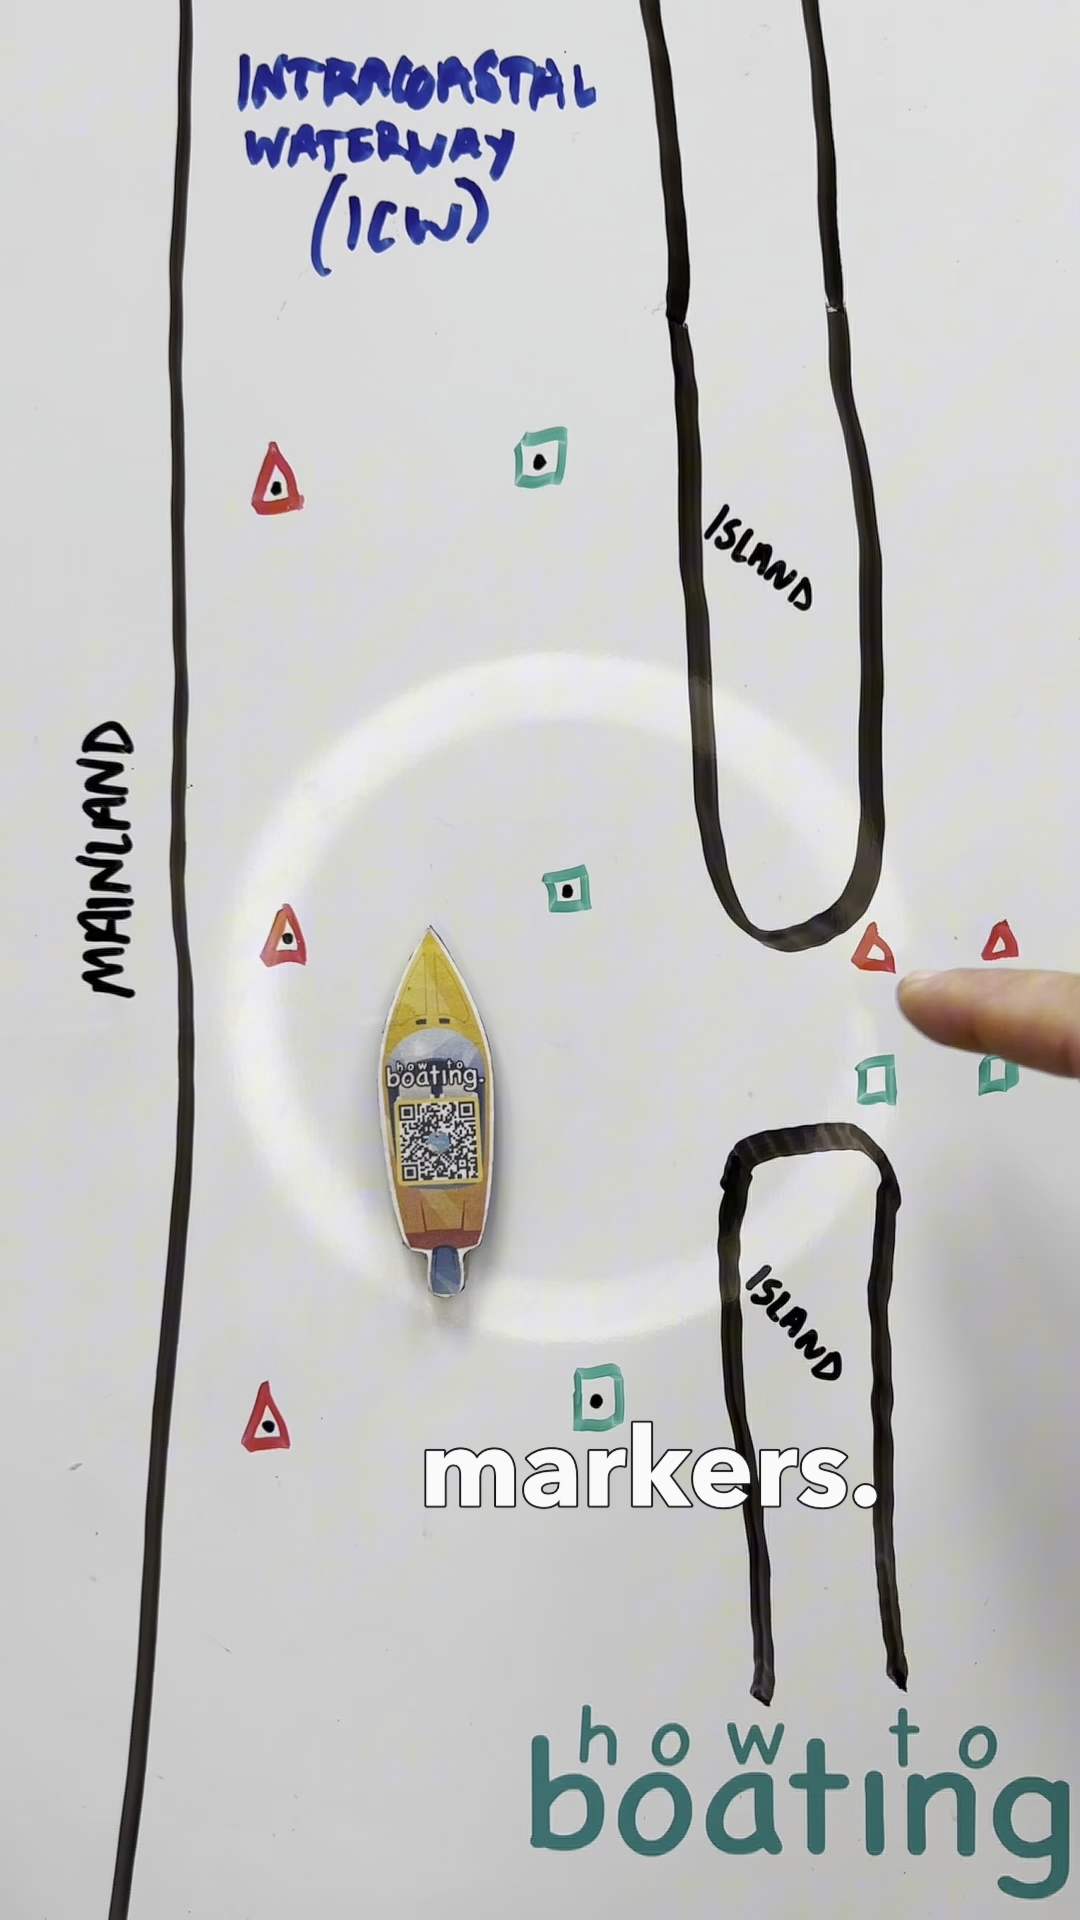 INTRACOASTAL
WATERWAY
(ICW)
ISLAND
MAINLAND
how to
boating.
ISLAND
markers.
how to
boating